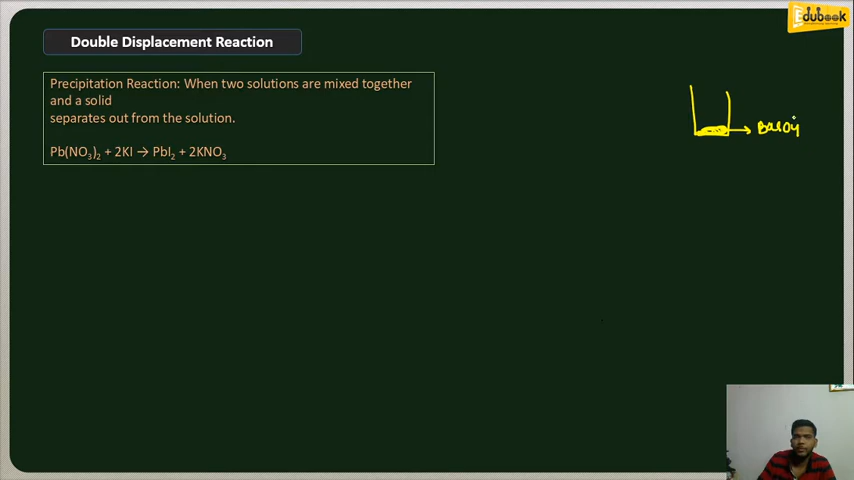 Edubook
Double Displacement Reaction
Precipitation Reaction: When two solutions are mixed together
and a solid
separates out from the solution.
BaSO4
Pb(NO₃)₂ + 2KI → PbI₂ + 2KNO₃